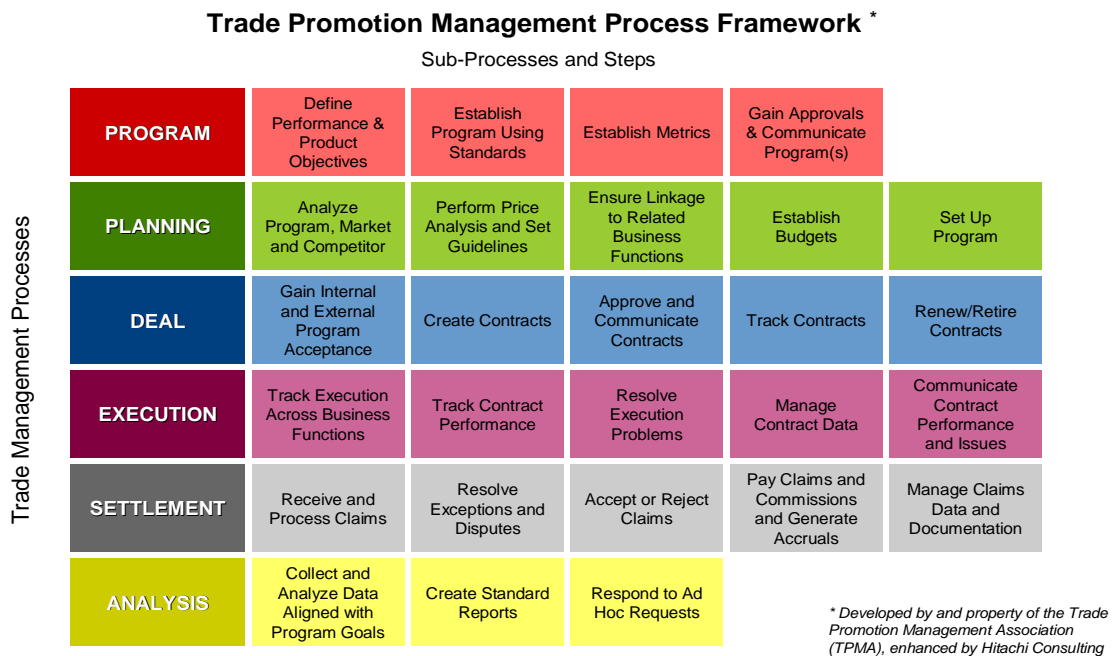 Trade Promotion Management Process Framework *
Sub-Processes and Steps
Trade Management Processes
PROGRAM
Define
Performance &
Product
Objectives
Establish
Program Using
Standards
Establish Metrics
Gain Approvals
& Communicate
Program(s)
PLANNING
Analyze
Program, Market
and Competitor
Perform Price
Analysis and Set
Guidelines
Ensure Linkage
to Related
Business
Functions
Establish
Budgets
Set Up
Program
DEAL
Gain Internal
and External
Program
Acceptance
Create Contracts
Approve and
Communicate
Contracts
Track Contracts
Renew/Retire
Contracts
EXECUTION
Track Execution
Across Business
Functions
Track Contract
Performance
Resolve
Execution
Problems
Manage
Contract Data
Communicate
Contract
Performance
and Issues
SETTLEMENT
Receive and
Process Claims
Resolve
Exceptions and
Disputes
Accept or Reject
Claims
Pay Claims and
Commissions
and Generate
Accruals
Manage Claims
Data and
Documentation
ANALYSIS
Collect and
Analyze Data
Aligned with
Program Goals
Create Standard
Reports
Respond to Ad
Hoc Requests
* Developed by and property of the Trade
Promotion Management Association
(TPMA), enhanced by Hitachi Consulting